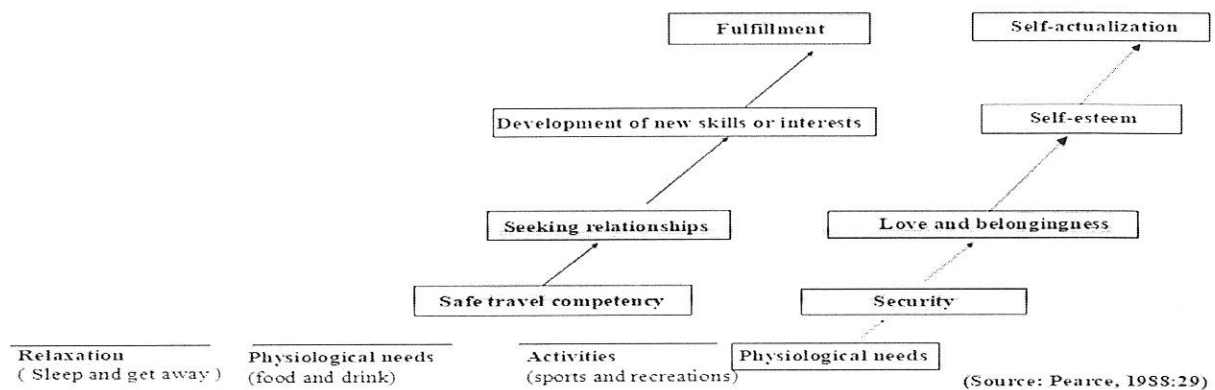 Fulfillment
Self-actualization
Development of new skills or interests
Self-esteem
Seeking relationships
Love and belongingness
Safe travel competency
Security
Relaxation
( Sleep and get away )
Physiological needs
(food and drink)
Activities
(sports and recreations)
Physiological needs
(Source: Pearce, 1988:29)